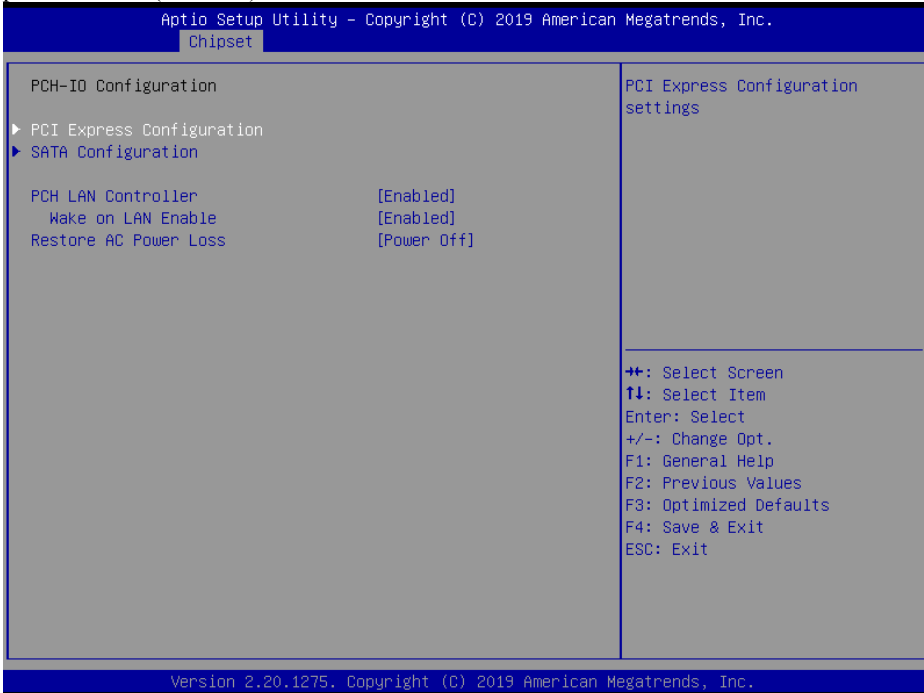 Aptio Setup Utility – Copyright (C) 2019 American Megatrends, Inc.
Chipset
PCH-IO Configuration
PCI Express Configuration
SATA Configuration
PCH LAN Controller [Enabled]
Wake on LAN Enable [Enabled]
Restore AC Power Loss [Power Off]
PCI Express Configuration
settings
→←: Select Screen
↑↓: Select Item
Enter: Select
+/-: Change Opt.
F1: General Help
F2: Previous Values
F3: Optimized Defaults
F4: Save & Exit
ESC: Exit
Version 2.20.1275. Copyright (C) 2019 American Megatrends, Inc.